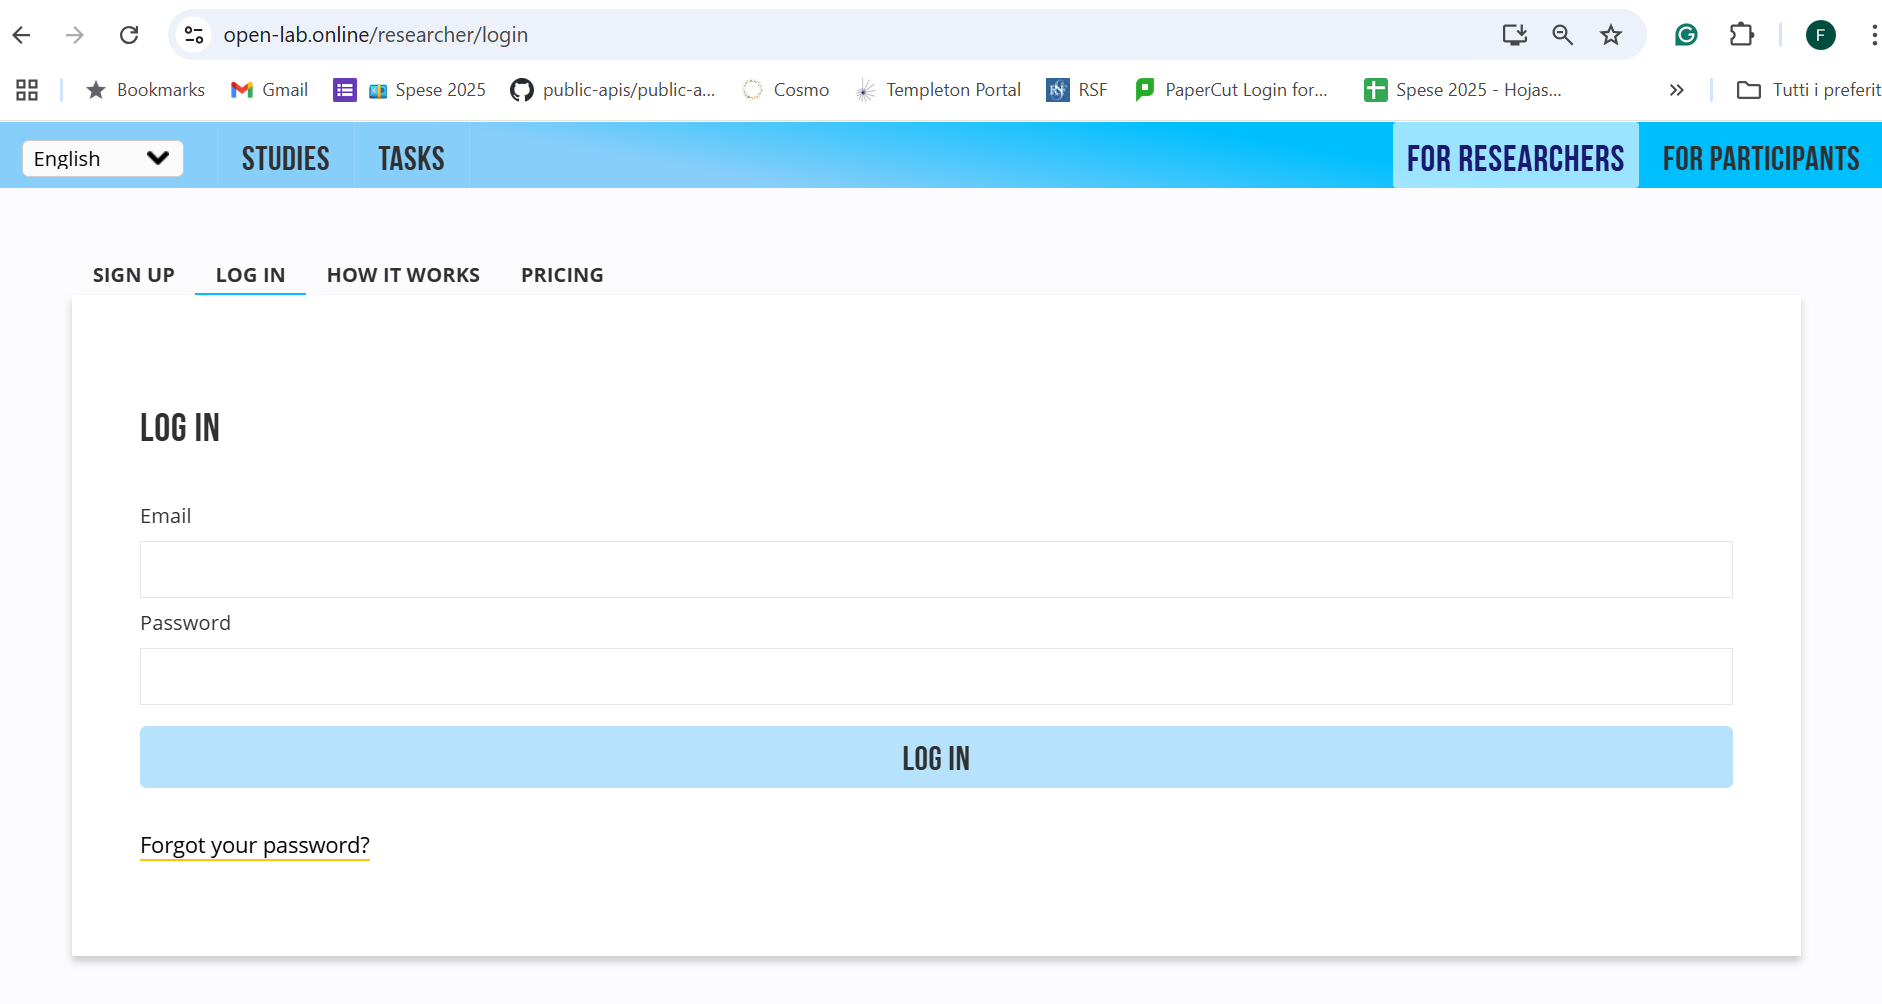 open-lab.online/researcher/login
F
Bookmarks Gmail Spese 2025 public-apis/public-a... Cosmo Templeton Portal RSF PaperCut Login for... Spese 2025 - Hojas... » Tutti i preferit
English STUDIES TASKS FOR RESEARCHERS FOR PARTICIPANTS
SIGN UP LOG IN HOW IT WORKS PRICING
LOG IN
Email
Password
LOG IN
Forgot your password?